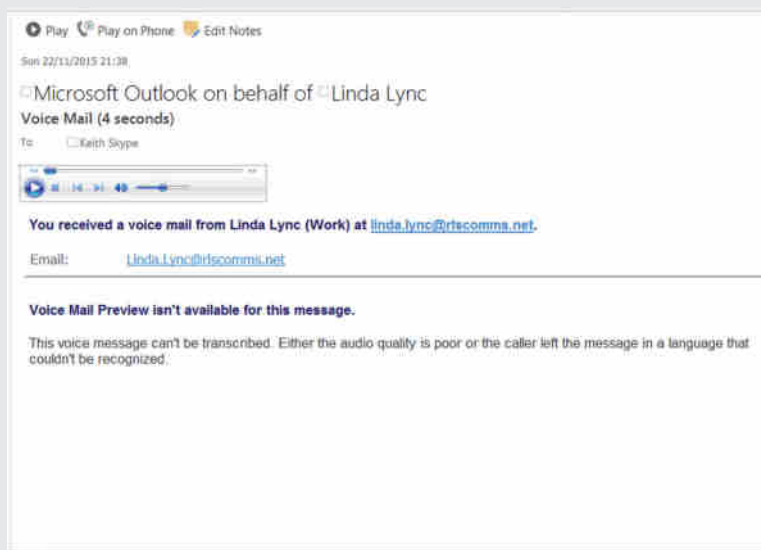 Play Play on Phone Edit Notes
Sun 22/11/2015 21:38
Microsoft Outlook on behalf of Linda Lync
Voice Mail (4 seconds)
To: Keith Skype
You received a voice mail from Linda Lync (Work) at linda.lync@rlscomms.net.
Email: Linda.Lync@rlscomms.net
Voice Mail Preview isn't available for this message.
This voice message can't be transcribed. Either the audio quality is poor or the caller left the message in a language that
couldn't be recognized.